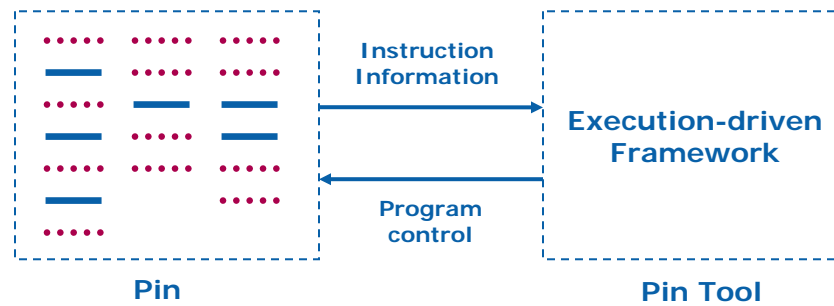 Instruction
Information
Execution-driven
Framework
Program
control
Pin
Pin Tool